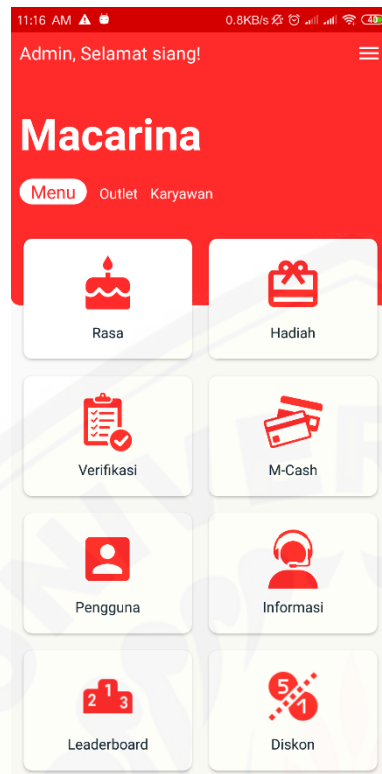 11:16 AM 0.8KB/s 40
Admin, Selamat siang!
Macarina
Menu Outlet Karyawan
Rasa Hadiah
Verifikasi M-Cash
Pengguna Informasi
2 1 3 5 1
Leaderboard Diskon